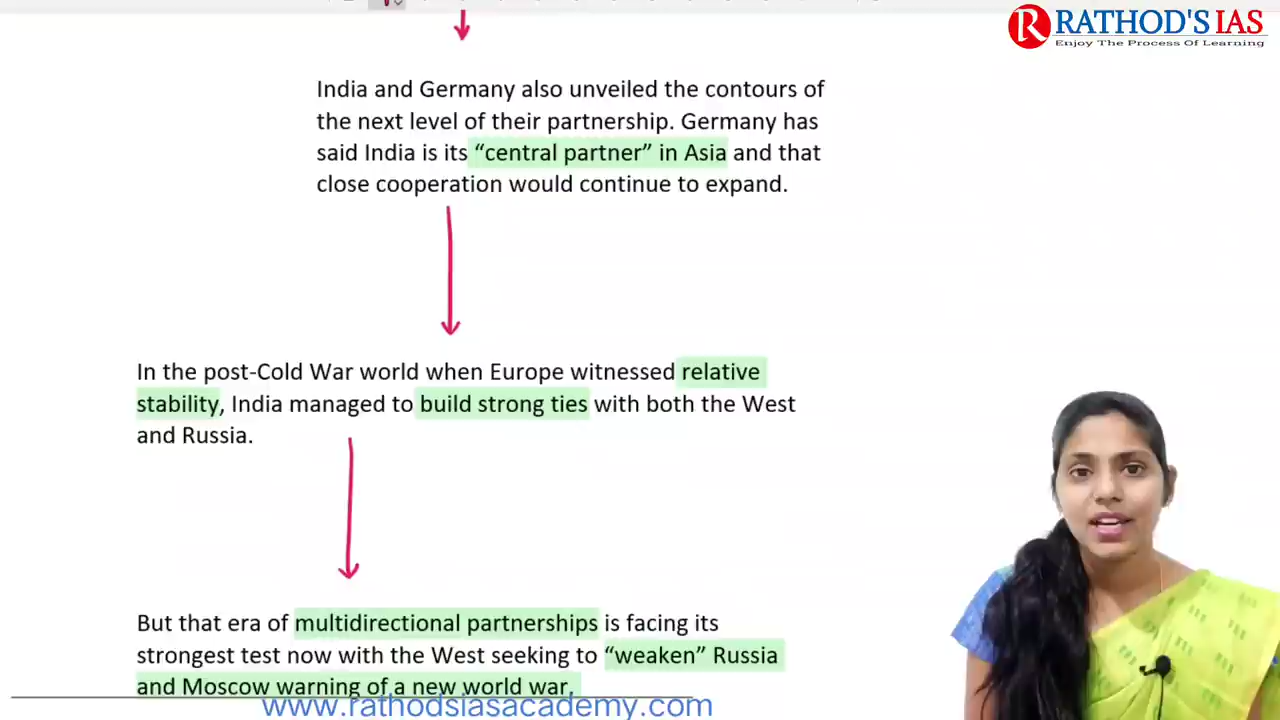 RATHOD'S IAS
Enjoy The Process Of Learning
India and Germany also unveiled the contours of
the next level of their partnership. Germany has
said India is its “central partner” in Asia and that
close cooperation would continue to expand.
In the post-Cold War world when Europe witnessed relative
stability, India managed to build strong ties with both the West
and Russia.
But that era of multidirectional partnerships is facing its
strongest test now with the West seeking to “weaken” Russia
and Moscow warning of a new world war,
www.rathodsiasacademy.com